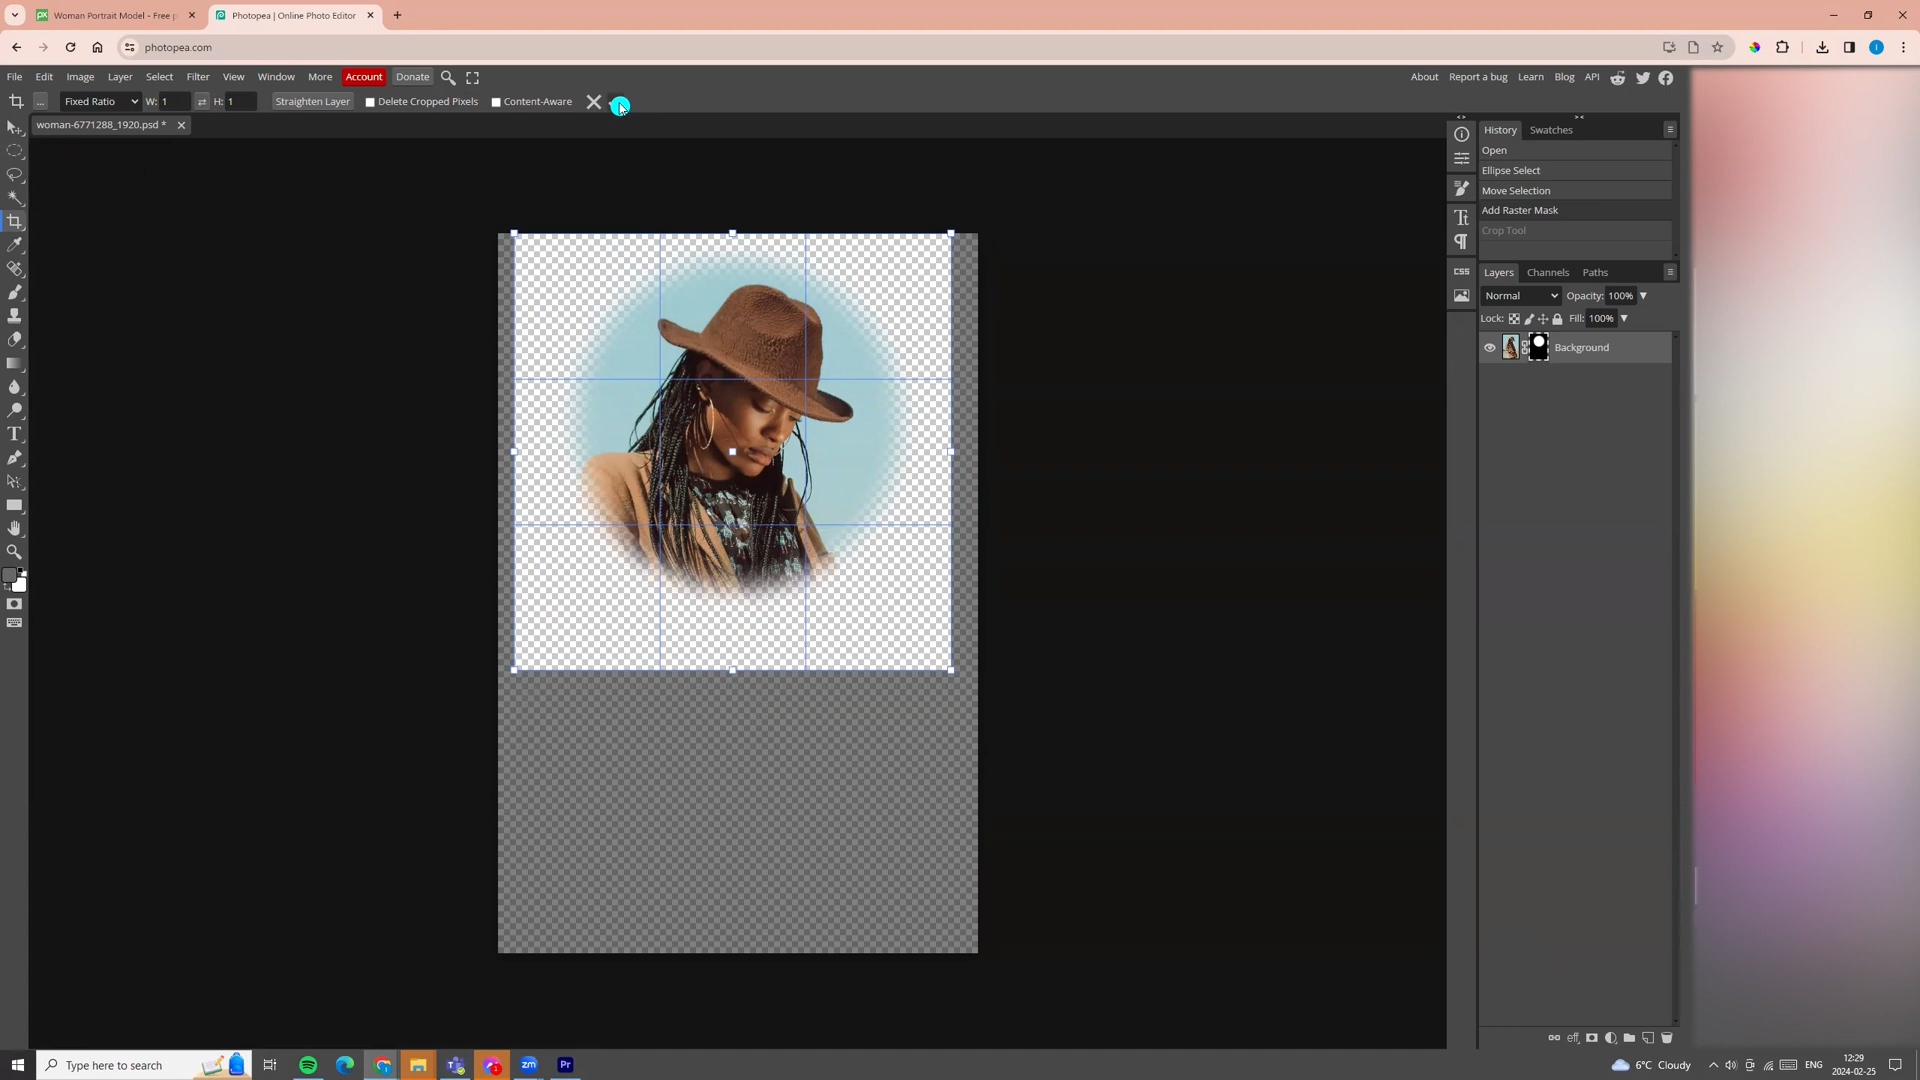 Woman Portrait Model - Free p
Photopea | Online Photo Editor
photopea.com
File Edit Image Layer Select Filter View Window More Account Donate
About Report a bug Learn Blog API
... Fixed Ratio W: 1 H: 1 Straighten Layer Delete Cropped Pixels Content-Aware
woman-6771288_1920.psd *
History Swatches
Open
Ellipse Select
Move Selection
Add Raster Mask
Crop Tool
CSS
Layers Channels Paths
Normal Opacity: 100%
Lock: Fill: 100%
Background
eff
Type here to search
Pr
6°C Cloudy
ENG
12:29
2024-02-25